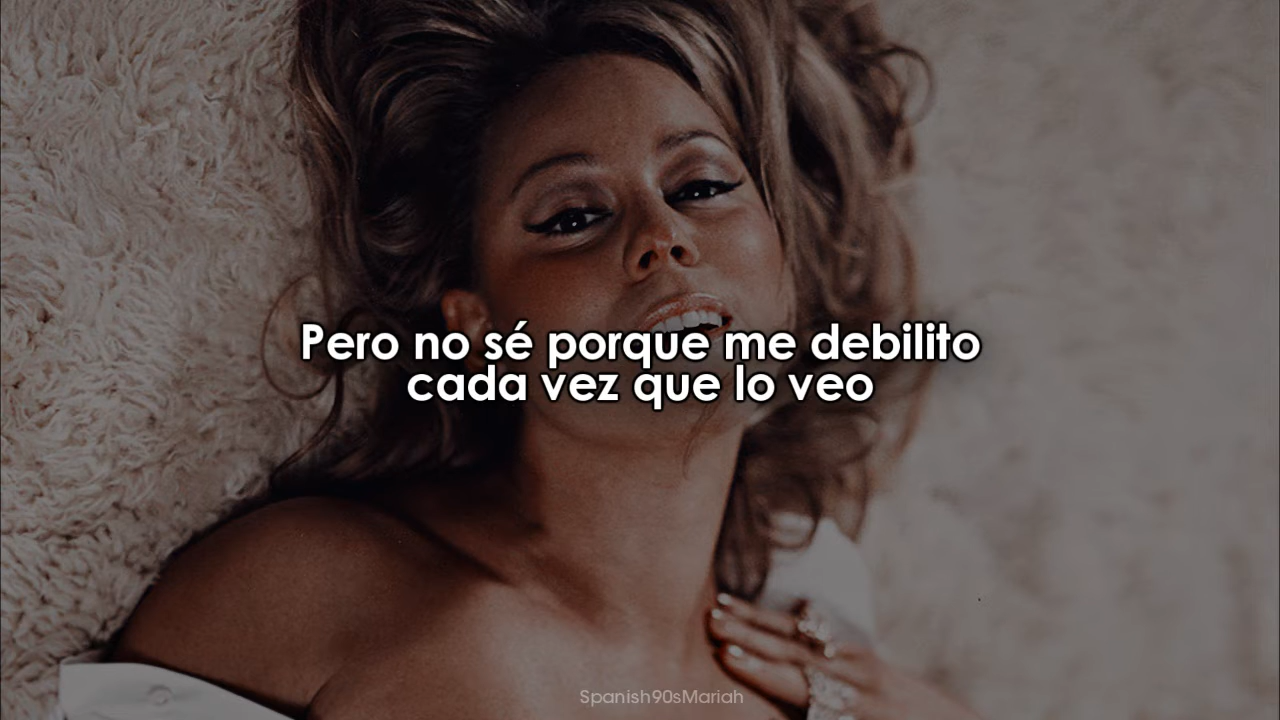 Pero no sé porque me debilito
cada vez que lo veo
Spanish90sMariah